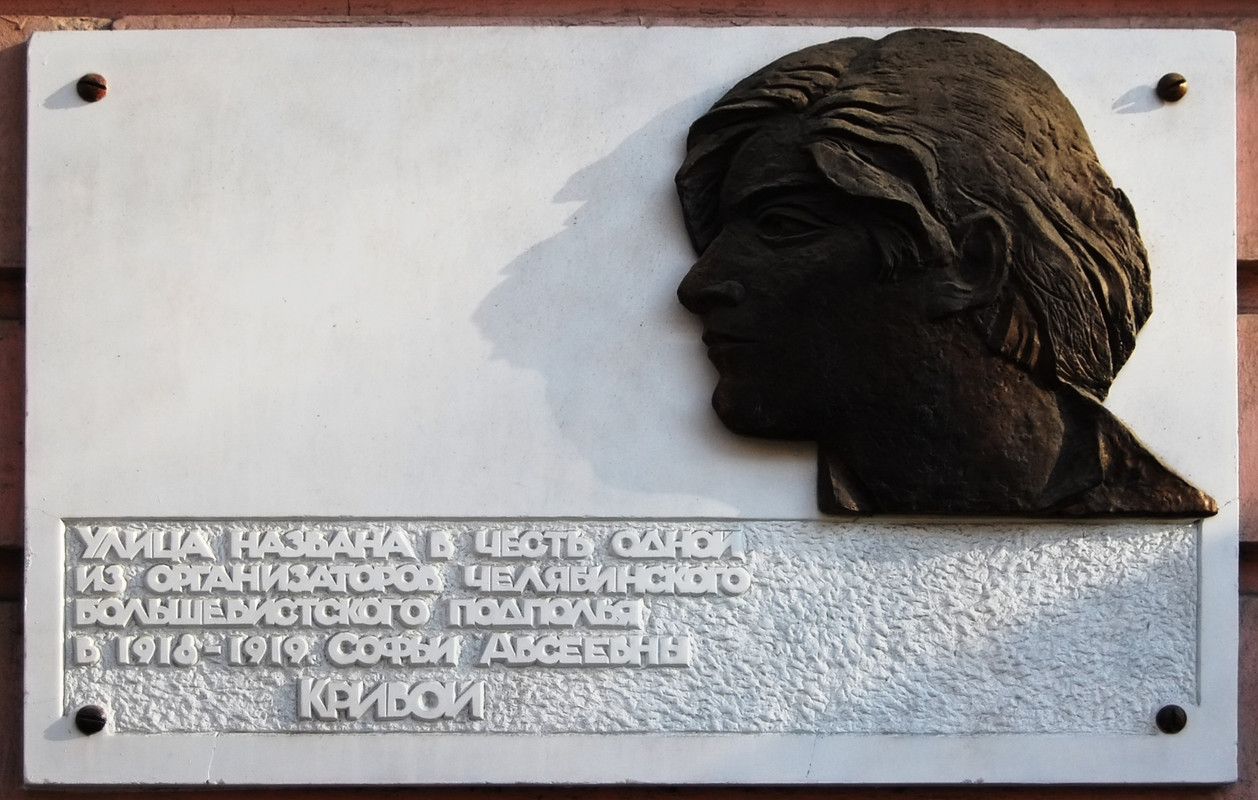 Улица названа в честь одной
из организаторов Челябинского
большевистского подполья
в 1918-1919 Софьи Авсеевны
Кривой